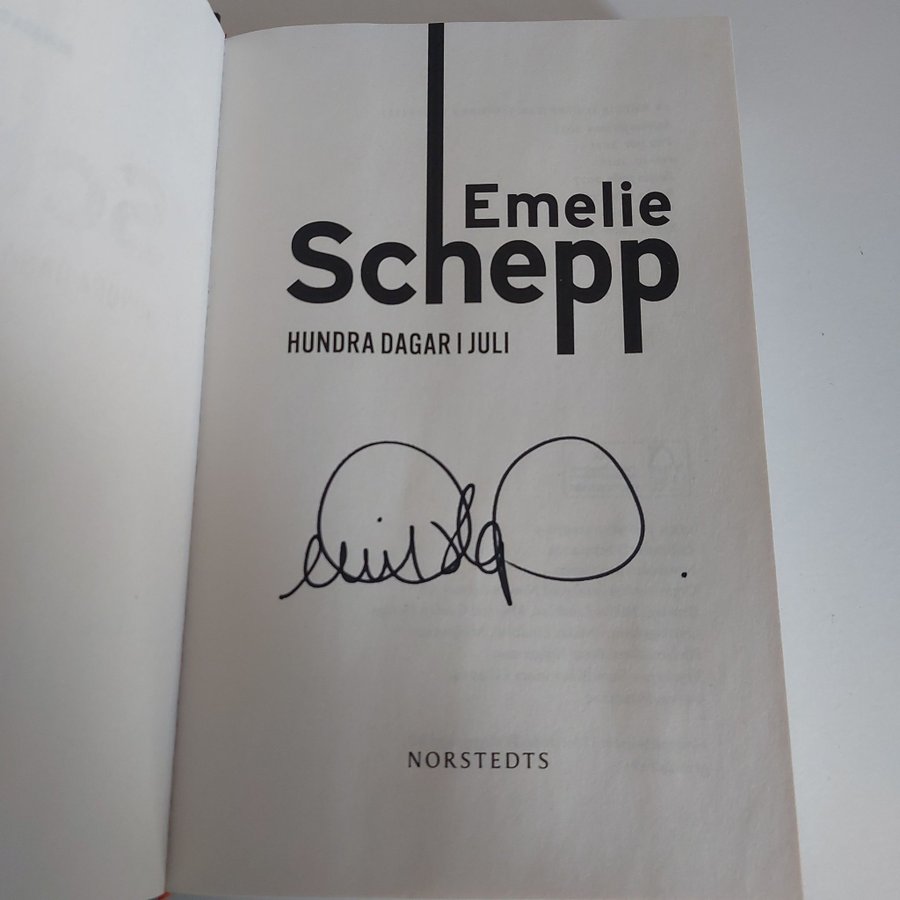 Emelie
Schepp
HUNDRA DAGAR I JULI
NORSTEDTS